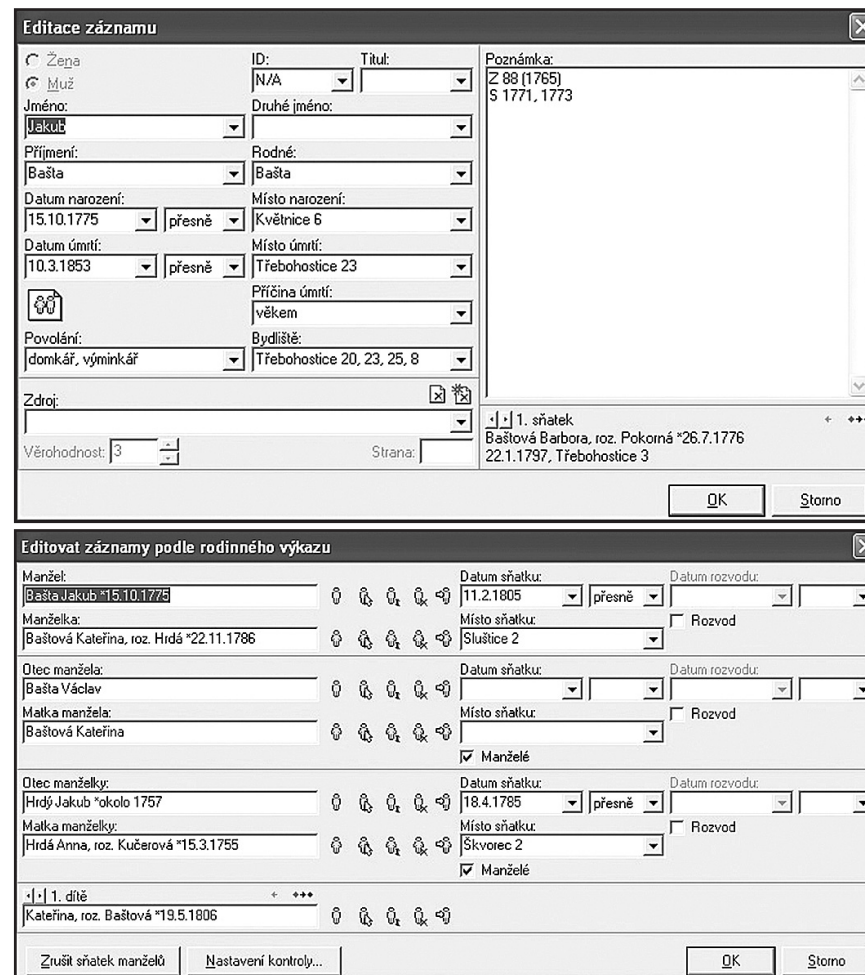 Editace záznamu
Žena
Muž
ID: Titul:
N/A
Jméno: Druhé jméno:
Jakub
Příjmení: Rodné:
Bašta Bašta
Datum narození: Místo narození:
15.10.1775 přesně Květnice 6
Datum úmrtí: Místo úmrtí:
10.3.1853 přesně Třebohostice 23
Příčina úmrtí:
věkem
Povolání: Bydliště:
domkář, výminkář Třebohostice 20, 23, 25, 8
Zdroj:
Věrohodnost: 3 Strana:
Poznámka:
Z 88 (1765)
S 1771, 1773
1. sňatek
Baštová Barbora, roz. Pokorná *26.7.1776
22.1.1797, Třebohostice 3
OK Storno
Editovat záznamy podle rodinného výkazu
Manžel: Datum sňatku: Datum rozvodu:
Bašta Jakub *15.10.1775 11.2.1805 přesně
Manželka: Místo sňatku: Rozvod
Baštová Kateřina, roz. Hrdá *22.11.1786 Sluštice 2
Otec manžela: Datum sňatku: Datum rozvodu:
Bašta Václav
Matka manžela: Místo sňatku: Rozvod
Baštová Kateřina
Manželé
Otec manželky: Datum sňatku: Datum rozvodu:
Hrdý Jakub *okolo 1757 18.4.1785 přesně
Matka manželky: Místo sňatku: Rozvod
Hrdá Anna, roz. Kučerová *15.3.1755 Škvorec 2
Manželé
1. dítě
Kateřina, roz. Baštová *19.5.1806
Zrušit sňatek manželů Nastavení kontroly... OK Storno